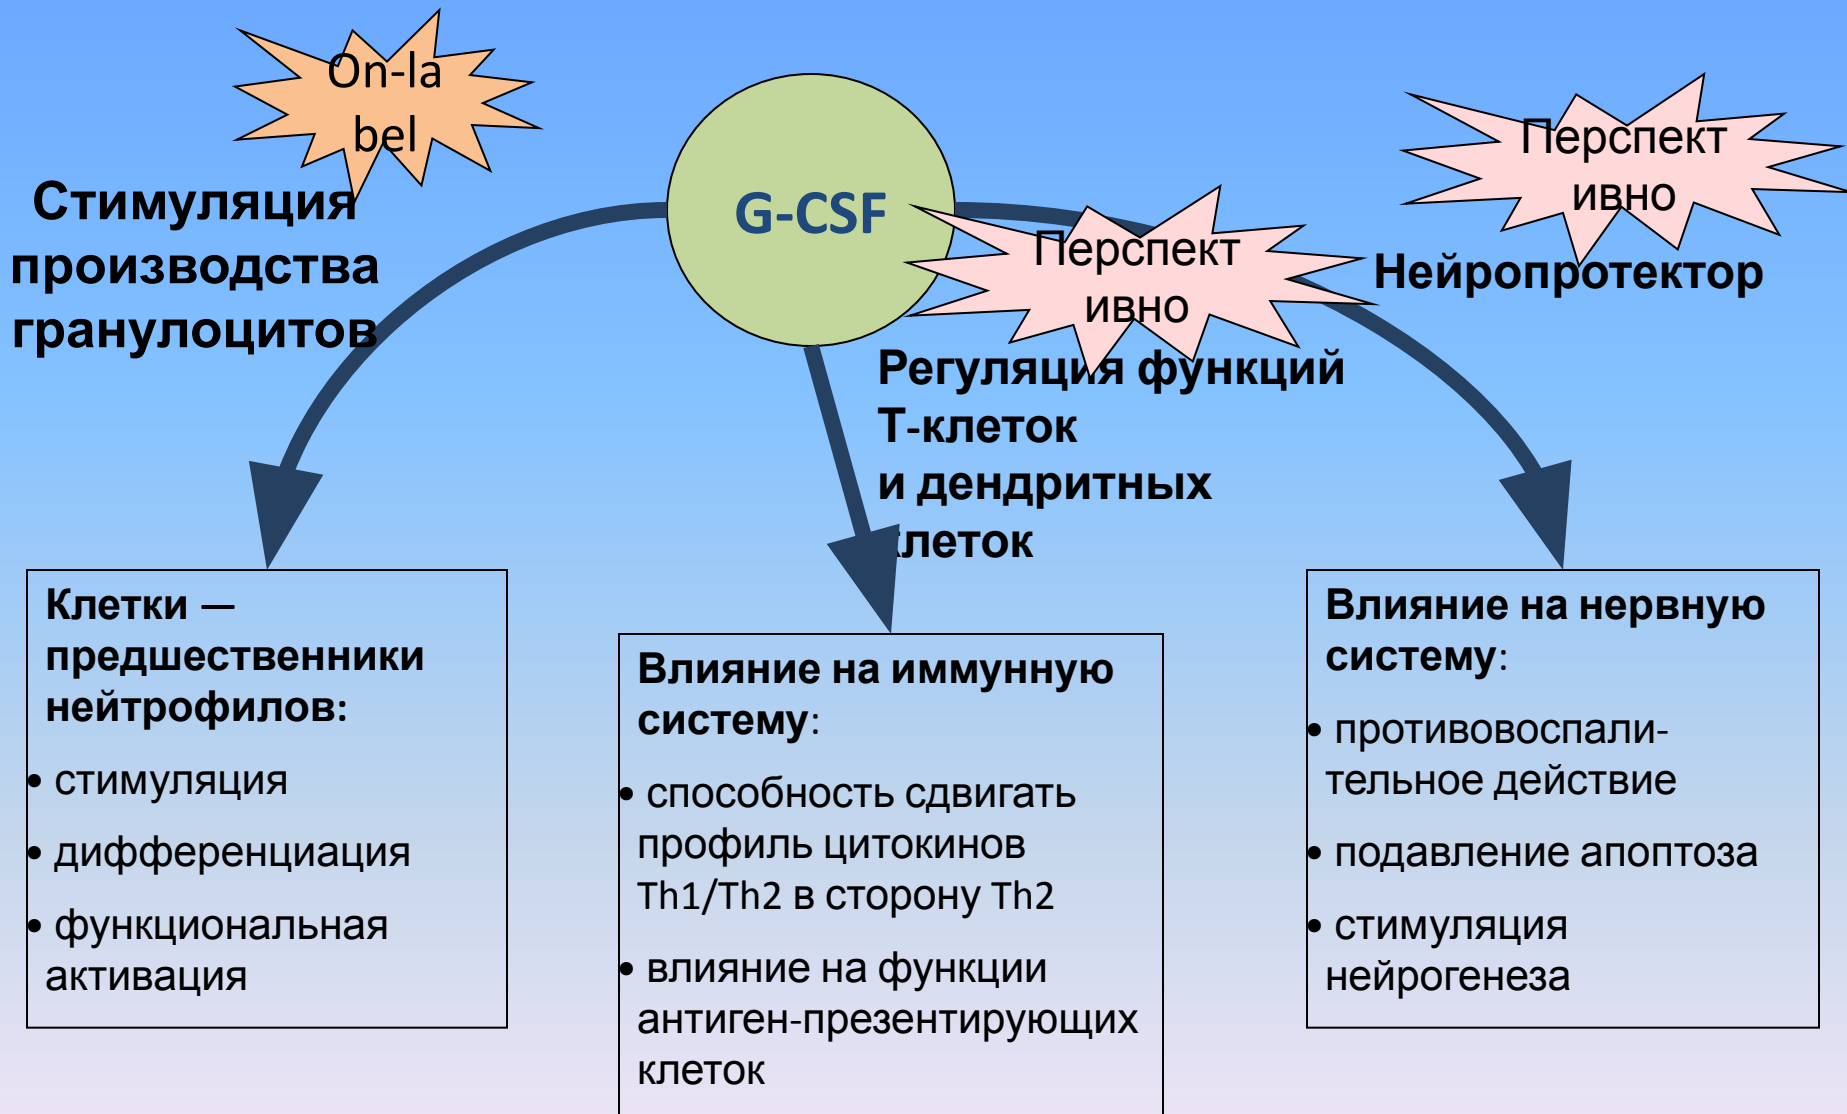 On-la
bel
Стимуляция
производства
гранулоцитов
G-CSF
Перспект
ивно
Регуляция функций
Т-клеток
и дендритных
клеток
Перспект
ивно
Нейропротектор
Клетки —
предшественники
нейтрофилов:
• стимуляция
• дифференциация
• функциональная
активация
Влияние на иммунную
систему:
• способность сдвигать
профиль цитокинов
Th1/Th2 в сторону Th2
• влияние на функции
антиген-презентирующих
клеток
Влияние на нервную
систему:
• противовоспали-
тельное действие
• подавление апоптоза
• стимуляция
нейрогенеза